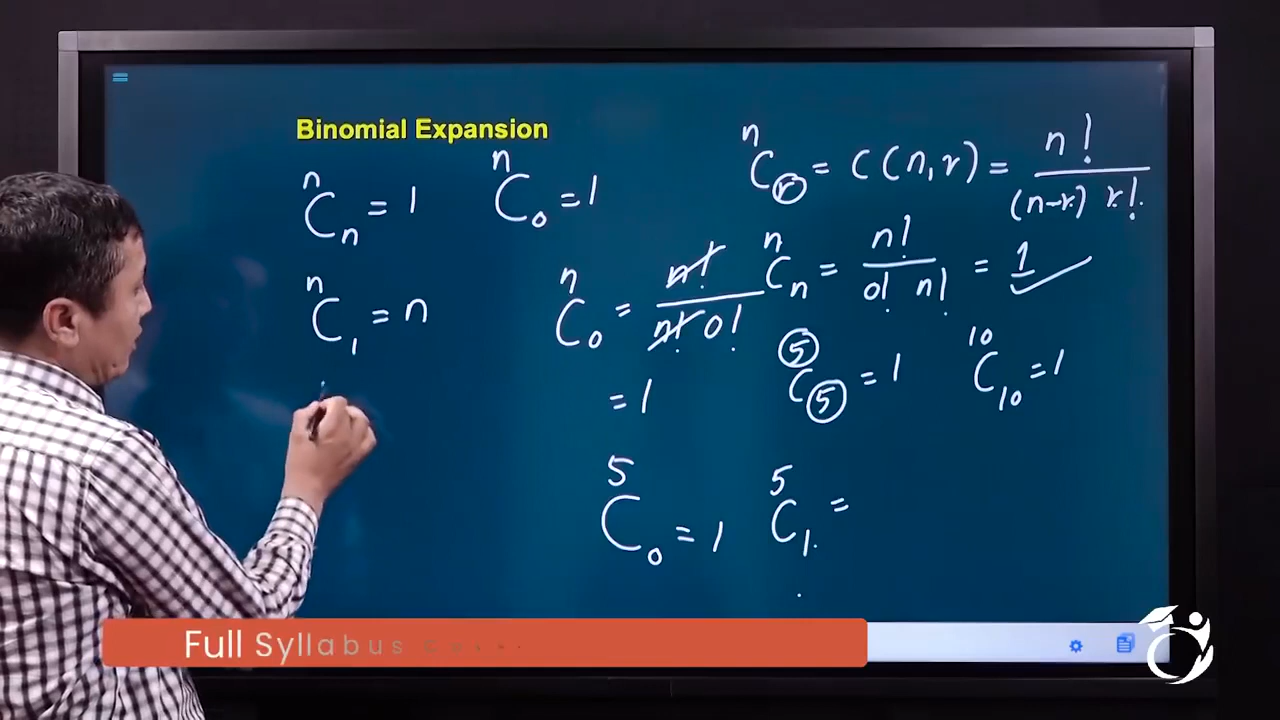 Binomial Expansion
ⁿCₙ = 1
ⁿC₀ = 1
ⁿCᵣ = C(n,r) = n! / (n-r) r!.
ⁿC₁ = n
ⁿC₀ = n! / n! 0!
= 1
ⁿCₙ = n! / 0! n! = 1
⁵C₅ = 1
¹⁰C₁₀ = 1
⁵C₀ = 1
⁵C₁ =
Full Syllabus